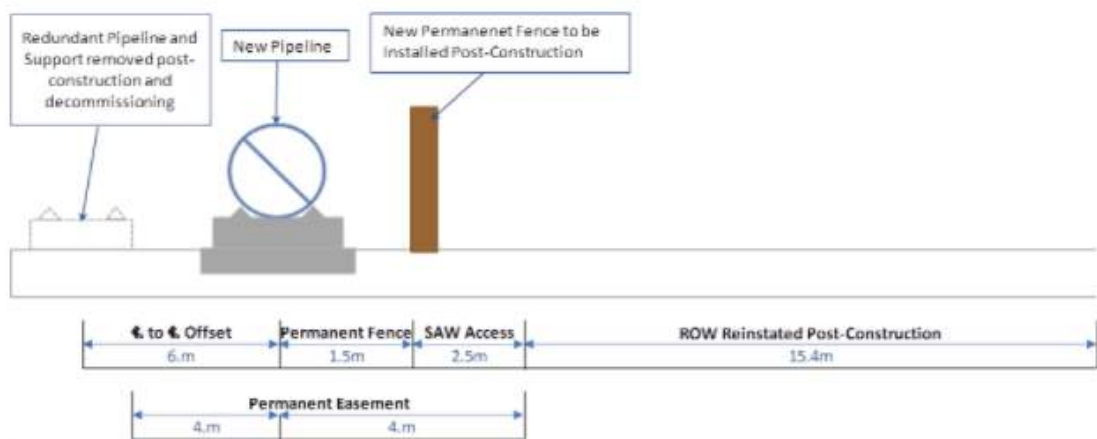 Redundant Pipeline and
Support removed post-
construction and
decommissioning
New Pipeline
New Permanenet Fence to be
Installed Post-Construction
℄ to ℄ Offset
Permanent Fence
SAW Access
ROW Reinstated Post-Construction
6.m
1.5m
2.5m
15.4m
Permanent Easement
4.m
4.m